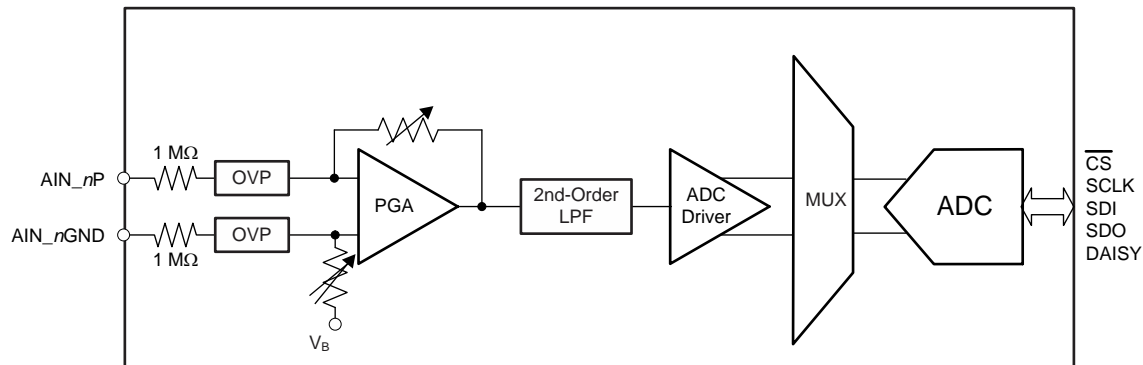 1 MΩ
AIN_nP
OVP
AIN_nGND
OVP
1 MΩ
V_B
PGA
2nd-Order
LPF
ADC
Driver
MUX
ADC
CS
SCLK
SDI
SDO
DAISY